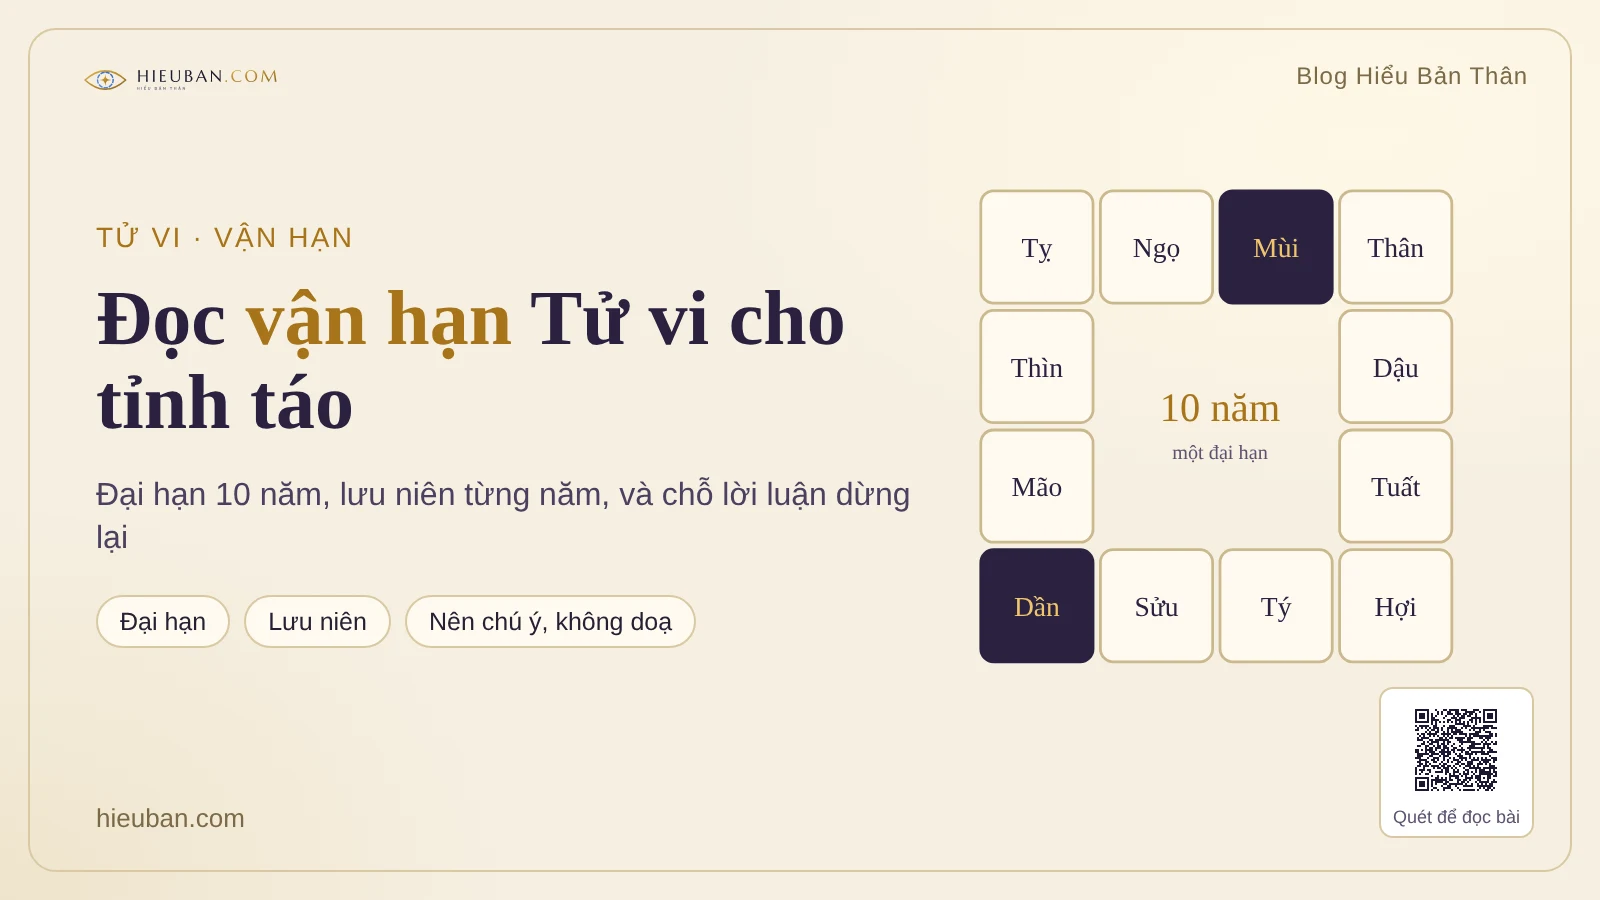 HIEUBAN.COM
HIỂU BẢN THÂN
Blog Hiểu Bản Thân
TỬ VI · VẬN HẠN
Đọc vận hạn Tử vi cho
tỉnh táo
Đại hạn 10 năm, lưu niên từng năm, và chỗ lời luận dừng
lại
Đại hạn
Lưu niên
Nên chú ý, không doạ
Tỵ
Ngọ
Mùi
Thân
Thìn
Dậu
10 năm
một đại hạn
Mão
Tuất
Dần
Sửu
Tý
Hợi
Quét để đọc bài
hieuban.com